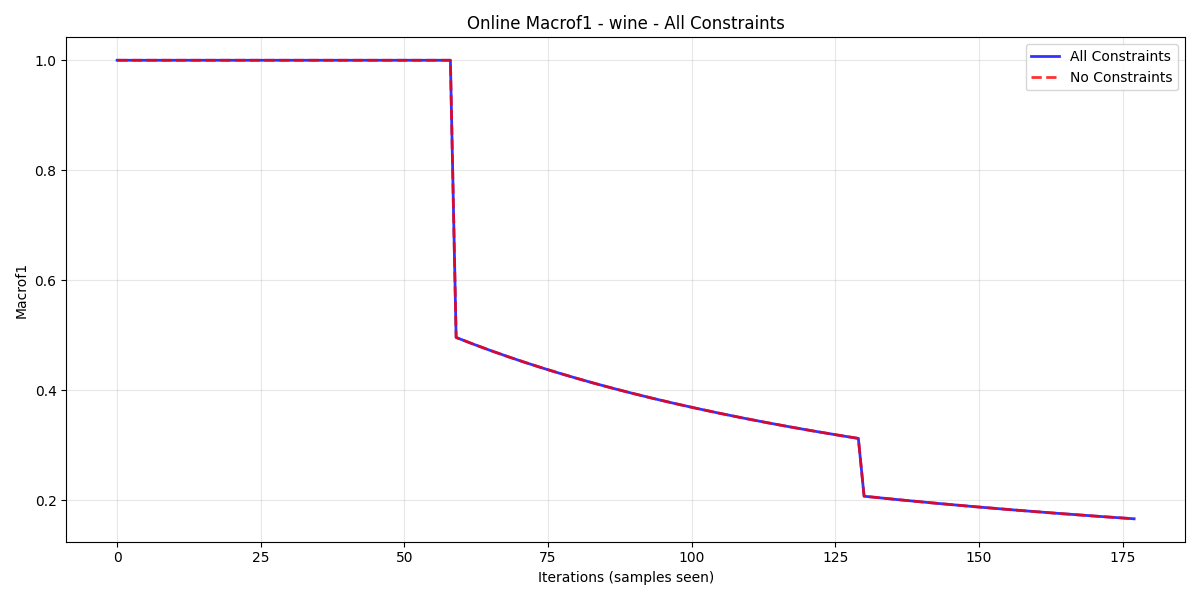 Online Macrof1 - wine - All Constraints
All Constraints
No Constraints
1.0
0.8
0.6
0.4
0.2
Macrof1
0 25 50 75 100 125 150 175
Iterations (samples seen)